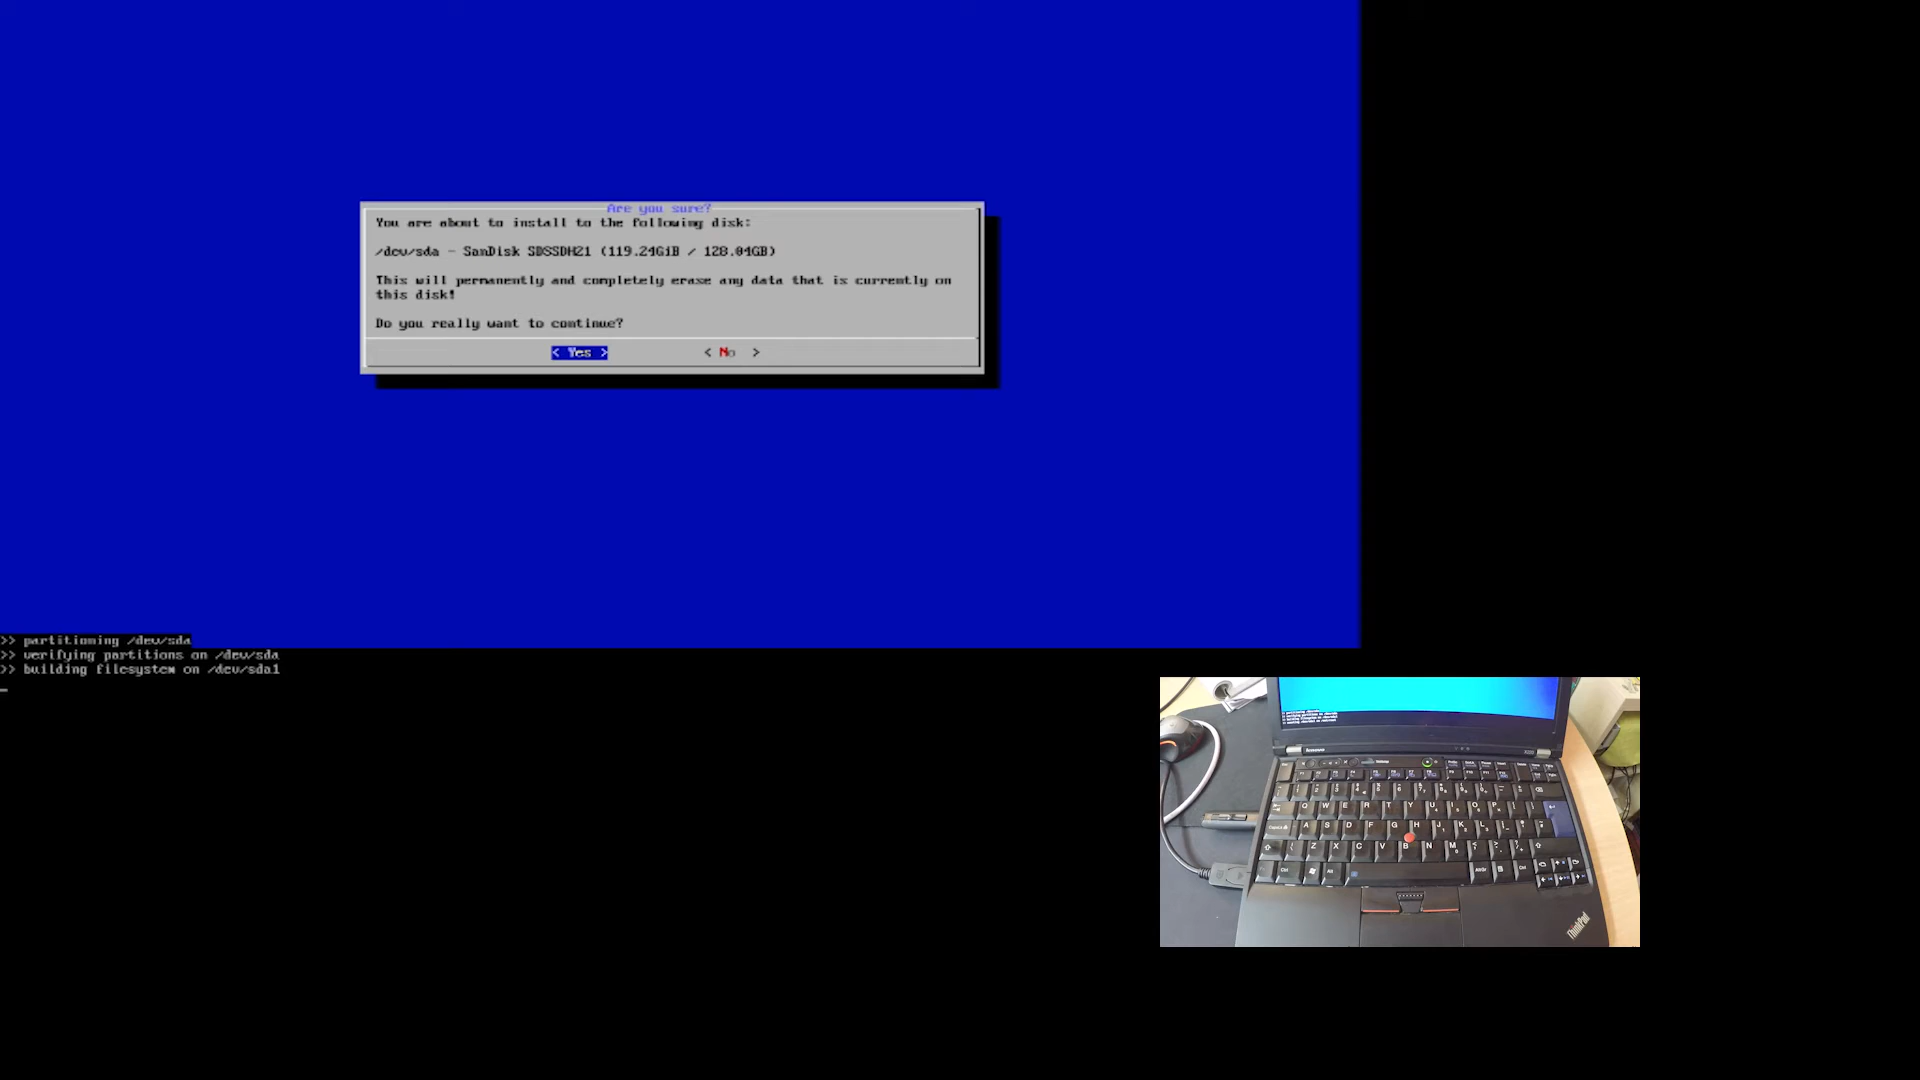 Are you sure?
You are about to install to the following disk:
/dev/sda - SanDisk SDSSDH21 (119.24GiB / 128.04GB)
This will permanently and completely erase any data that is currently on
this disk!
Do you really want to continue?
< Yes > < No >
>> partitioning /dev/sda
>> verifying partitions on /dev/sda
>> building filesystem on /dev/sda1
Q W E R T Y U I O P
A S D F G H J K L
Z X C V B N M
ThinkPad